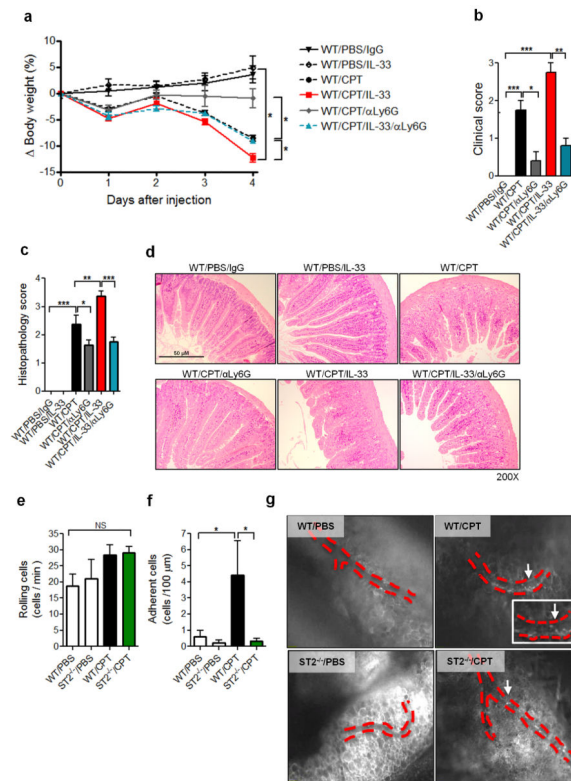 a
Δ Body weight (%)
10
5
0
-5
-10
-15
0 1 2 3 4
Days after injection
*
*
*
*
WT/PBS/IgG
WT/PBS/IL-33
WT/CPT
WT/CPT/IL-33
WT/CPT/αLy6G
WT/CPT/IL-33/αLy6G
b
Clinical score
3
2
1
0
*** **
*** *
WT/PBS/IgG
WT/CPT
WT/CPT/αLy6G
WT/CPT/IL-33
WT/CPT/IL-33/αLy6G
c
Histopathology score
4
3
2
1
0
** ***
*** *
WT/PBS/IgG
WT/PBS/IL-33
WT/CPT
WT/CPT/αLy6G
WT/CPT/IL-33
WT/CPT/IL-33/αLy6G
d
WT/PBS/IgG WT/PBS/IL-33 WT/CPT
50 µM
WT/CPT/αLy6G WT/CPT/IL-33 WT/CPT/IL-33/αLy6G
200X
e
Rolling cells
(cells / min)
35
30
25
20
15
10
5
0
NS
WT/PBS
ST2-/-/PBS
WT/CPT
ST2-/-/CPT
f
Adherent cells
(cells /100 µm)
7
6
5
4
3
2
1
0
* *
WT/PBS
ST2-/-/PBS
WT/CPT
ST2-/-/CPT
g
WT/PBS WT/CPT
ST2-/-/PBS ST2-/-/CPT